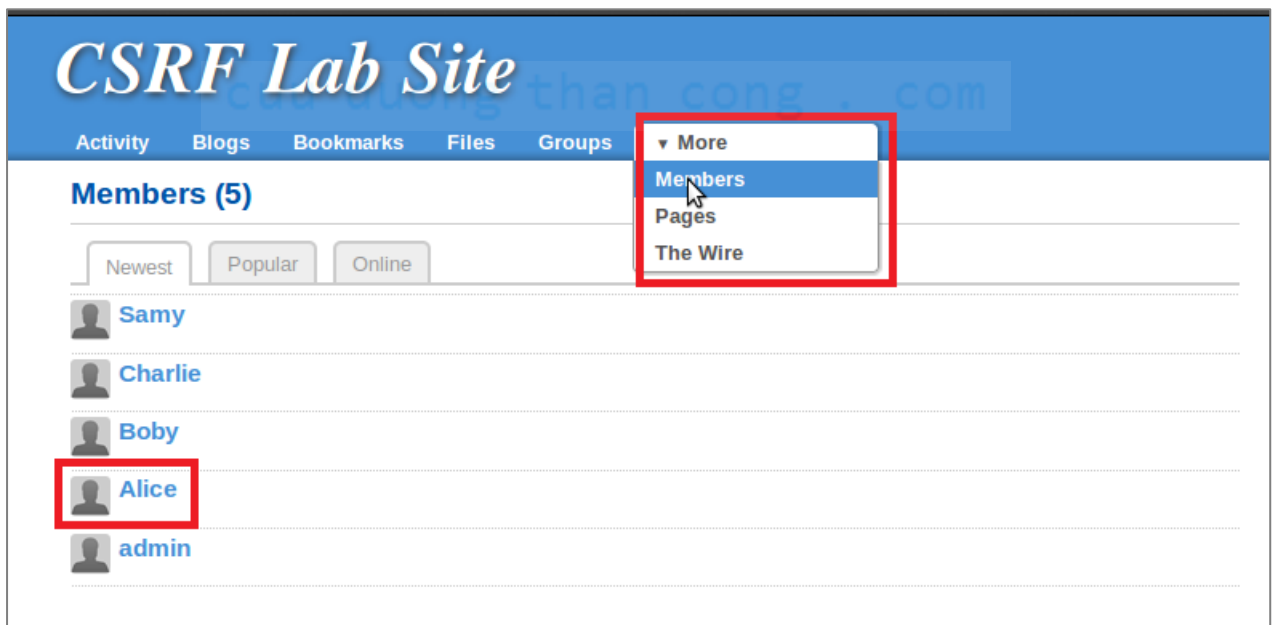 CSRF Lab Site
cuu duong than cong . com
Activity Blogs Bookmarks Files Groups ▼ More
Members
Pages
The Wire
Members (5)
Newest Popular Online
Samy
Charlie
Boby
Alice
admin